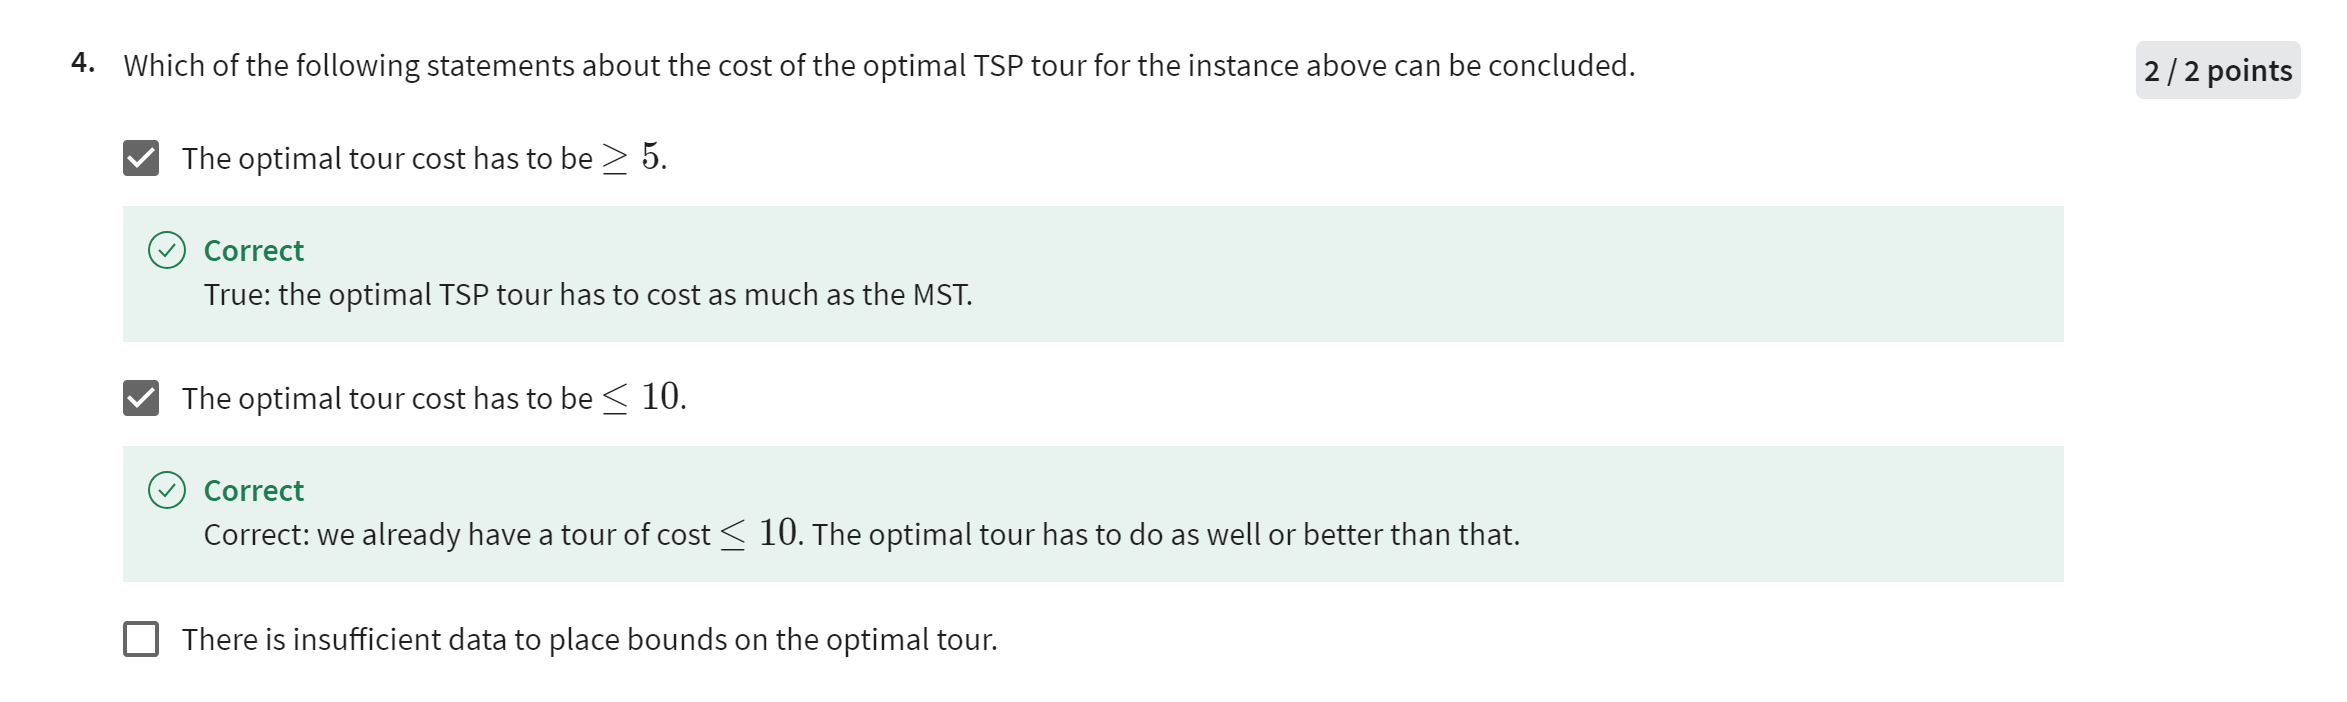 4. Which of the following statements about the cost of the optimal TSP tour for the instance above can be concluded.
2 / 2 points
The optimal tour cost has to be ≥ 5.
Correct
True: the optimal TSP tour has to cost as much as the MST.
The optimal tour cost has to be ≤ 10.
Correct
Correct: we already have a tour of cost ≤ 10. The optimal tour has to do as well or better than that.
There is insufficient data to place bounds on the optimal tour.